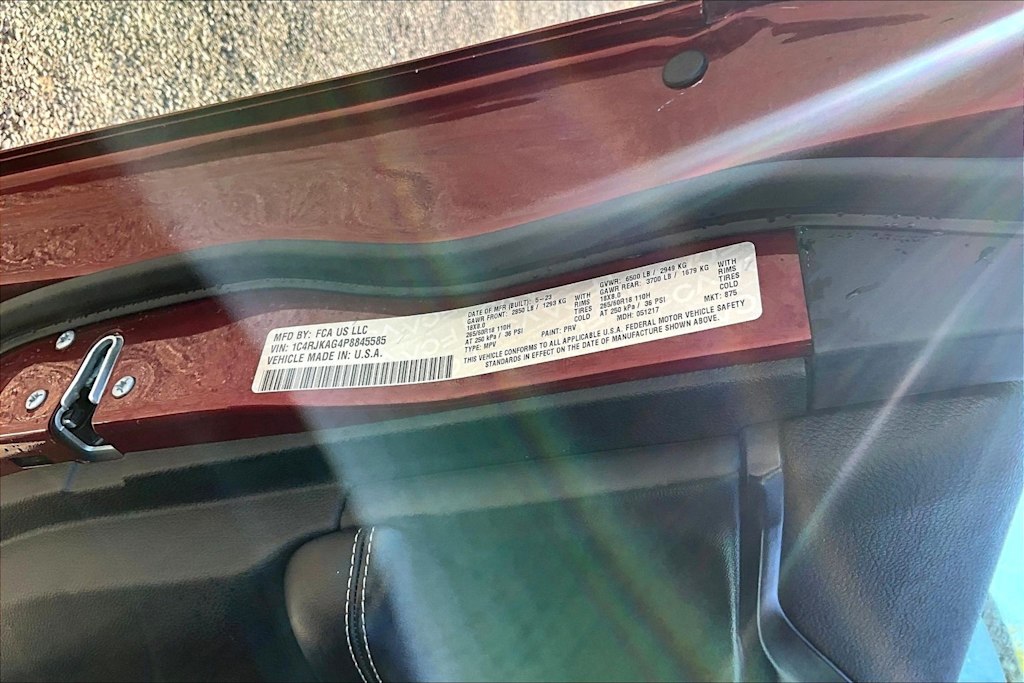 MFD BY: FCA US LLC
VIN: 1C4RJKAG4P8845585
VEHICLE MADE IN: U.S.A.
DATE OF MFR (BUILT): 5-23
GAWR FRONT: 2850 LB / 1293 KG WITH
18X8.0 RIMS
265/60R18 110H TIRES
AT 250 kPa / 36 PSI COLD
TYPE: MPV PAINT: PRV
GVWR: 6500 LB / 2949 KG
GAWR REAR: 3700 LB / 1679 KG WITH
18X8.0 RIMS
265/60R18 110H TIRES
AT 250 kPa / 36 PSI COLD
MDH: 051217 MKT: 875
THIS VEHICLE CONFORMS TO ALL APPLICABLE U.S.A. FEDERAL MOTOR VEHICLE SAFETY
STANDARDS IN EFFECT ON THE DATE OF MANUFACTURE SHOWN ABOVE.